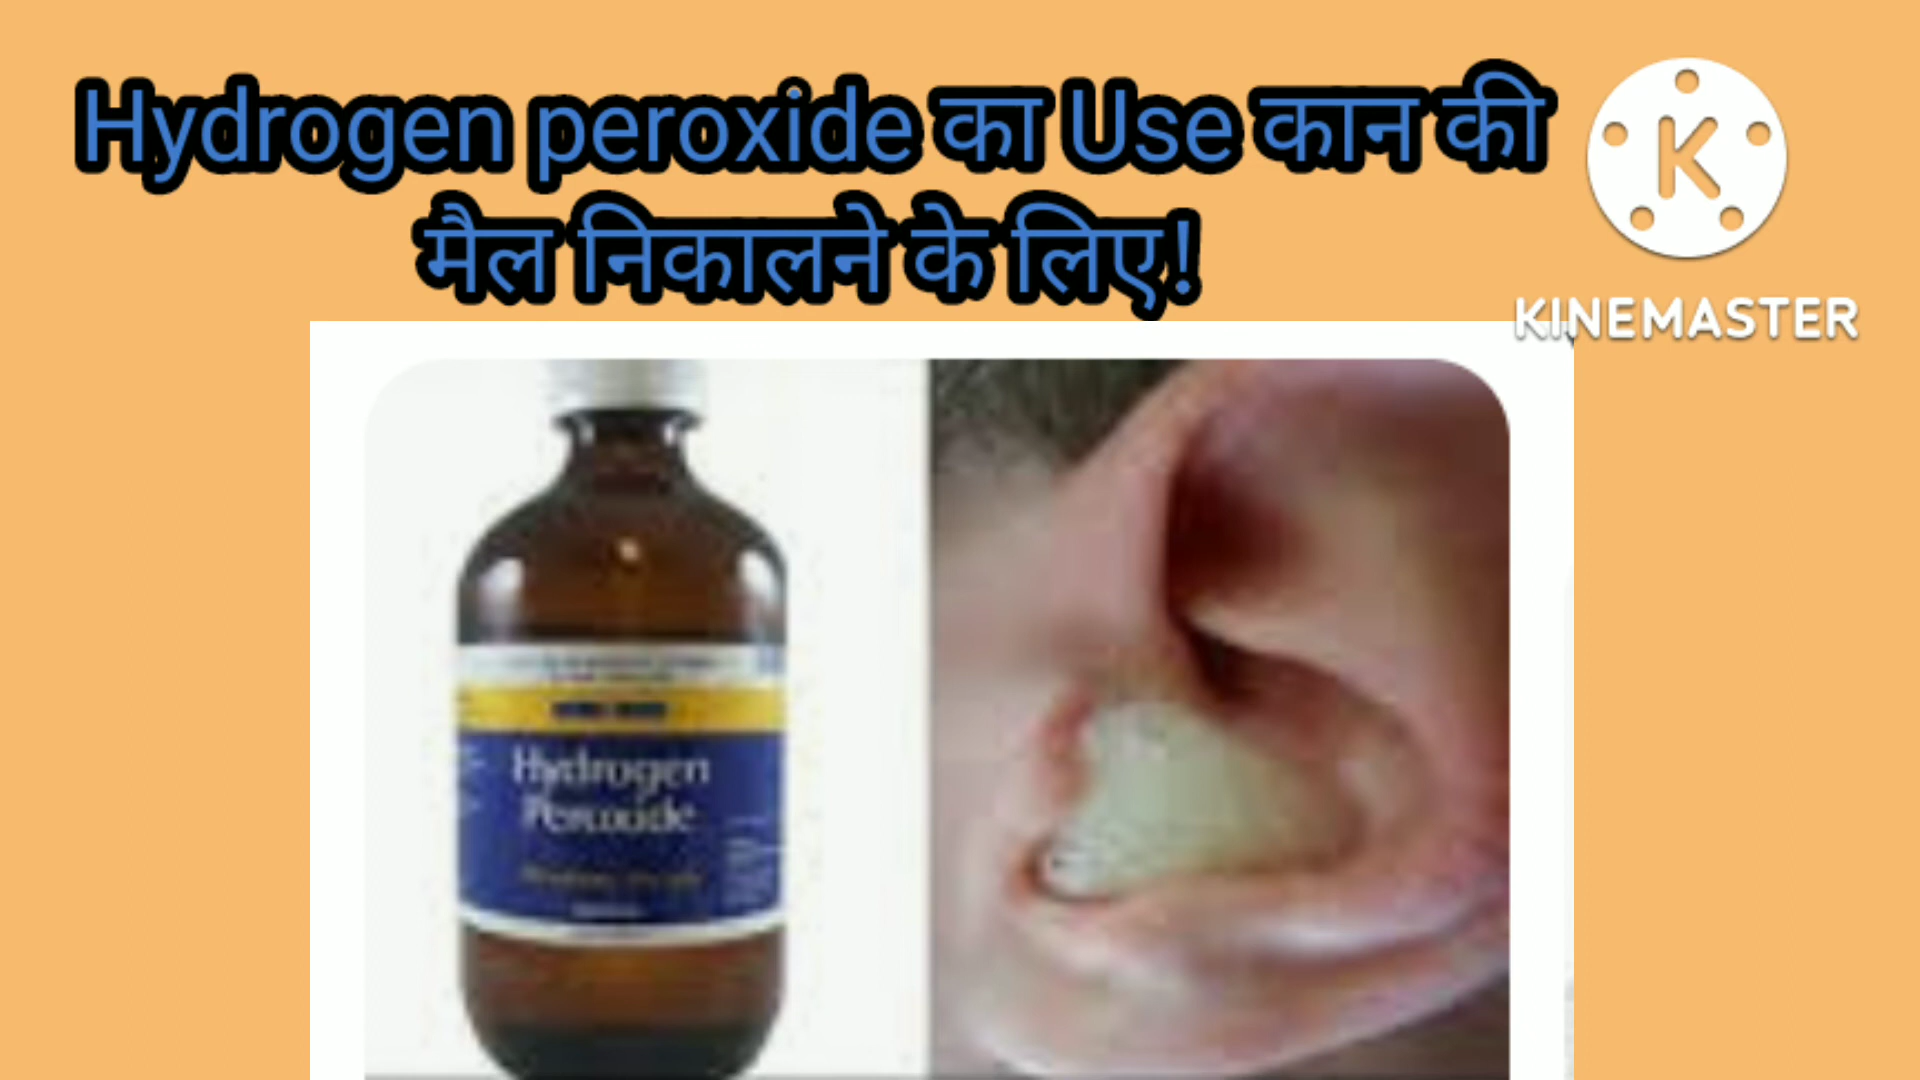 Hydrogen peroxide का Use कान की
मैल निकालने के लिए!
K
KINEMASTER
Hydrogen
Peroxide